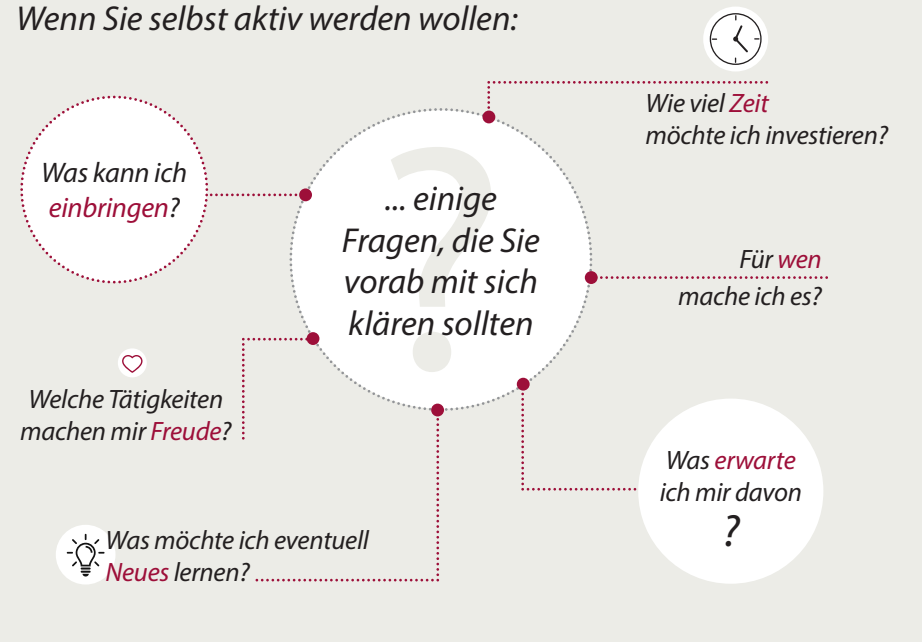 Wenn Sie selbst aktiv werden wollen:
Wie viel Zeit
möchte ich investieren?
Was kann ich
einbringen?
... einige
Fragen, die Sie
vorab mit sich
klären sollten
?
Für wen
mache ich es?
Welche Tätigkeiten
machen mir Freude?
Was erwarte
ich mir davon
?
Was möchte ich eventuell
Neues lernen?